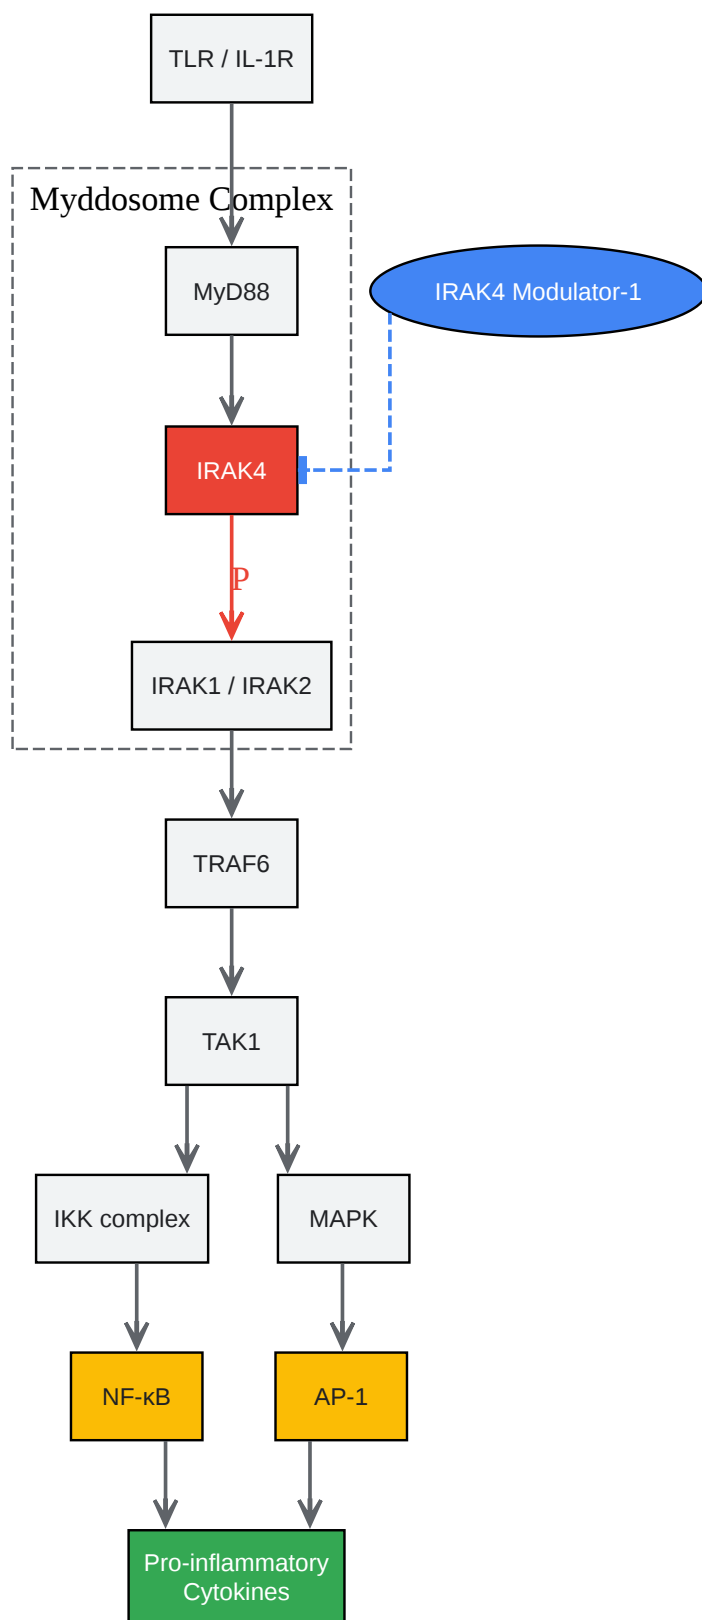 TLR / IL-1R
Myddosome Complex
MyD88
IRAK4 Modulator-1
IRAK4
P
IRAK1 / IRAK2
TRAF6
TAK1
IKK complex
MAPK
NF-κB
AP-1
Pro-inflammatory
Cytokines